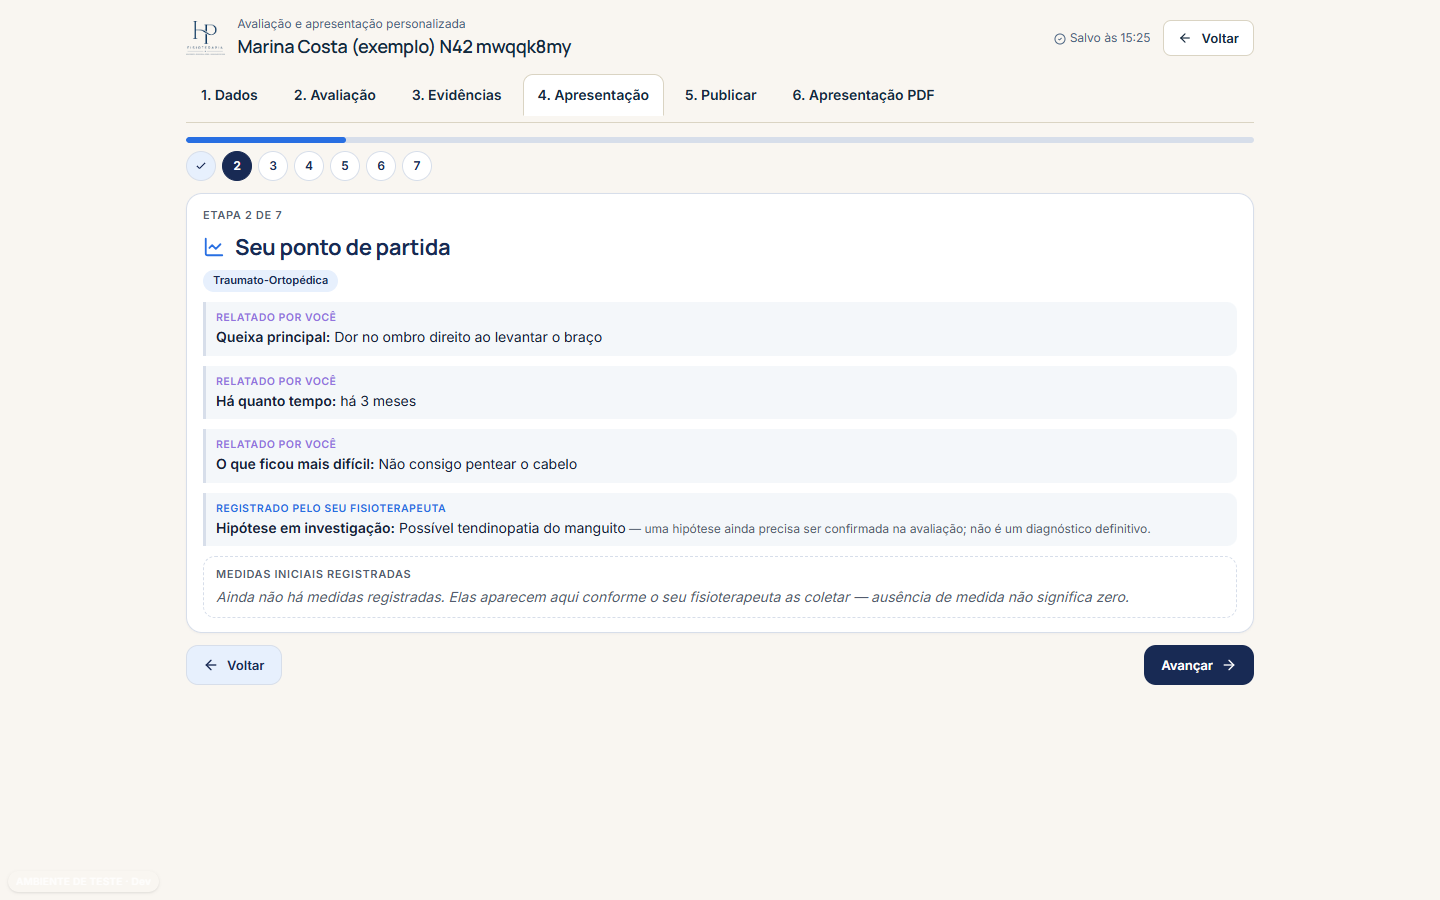 HP
FISIOTERAPIA
Avaliação e apresentação personalizada
Marina Costa (exemplo) N42 mwqqk8my
Salvo às 15:25
Voltar
1. Dados
2. Avaliação
3. Evidências
4. Apresentação
5. Publicar
6. Apresentação PDF
2
3
4
5
6
7
ETAPA 2 DE 7
Seu ponto de partida
Traumato-Ortopédica
RELATADO POR VOCÊ
Queixa principal: Dor no ombro direito ao levantar o braço
RELATADO POR VOCÊ
Há quanto tempo: há 3 meses
RELATADO POR VOCÊ
O que ficou mais difícil: Não consigo pentear o cabelo
REGISTRADO PELO SEU FISIOTERAPEUTA
Hipótese em investigação: Possível tendinopatia do manguito — uma hipótese ainda precisa ser confirmada na avaliação; não é um diagnóstico definitivo.
MEDIDAS INICIAIS REGISTRADAS
Ainda não há medidas registradas. Elas aparecem aqui conforme o seu fisioterapeuta as coletar — ausência de medida não significa zero.
Voltar
Avançar
AMBIENTE DE TESTE